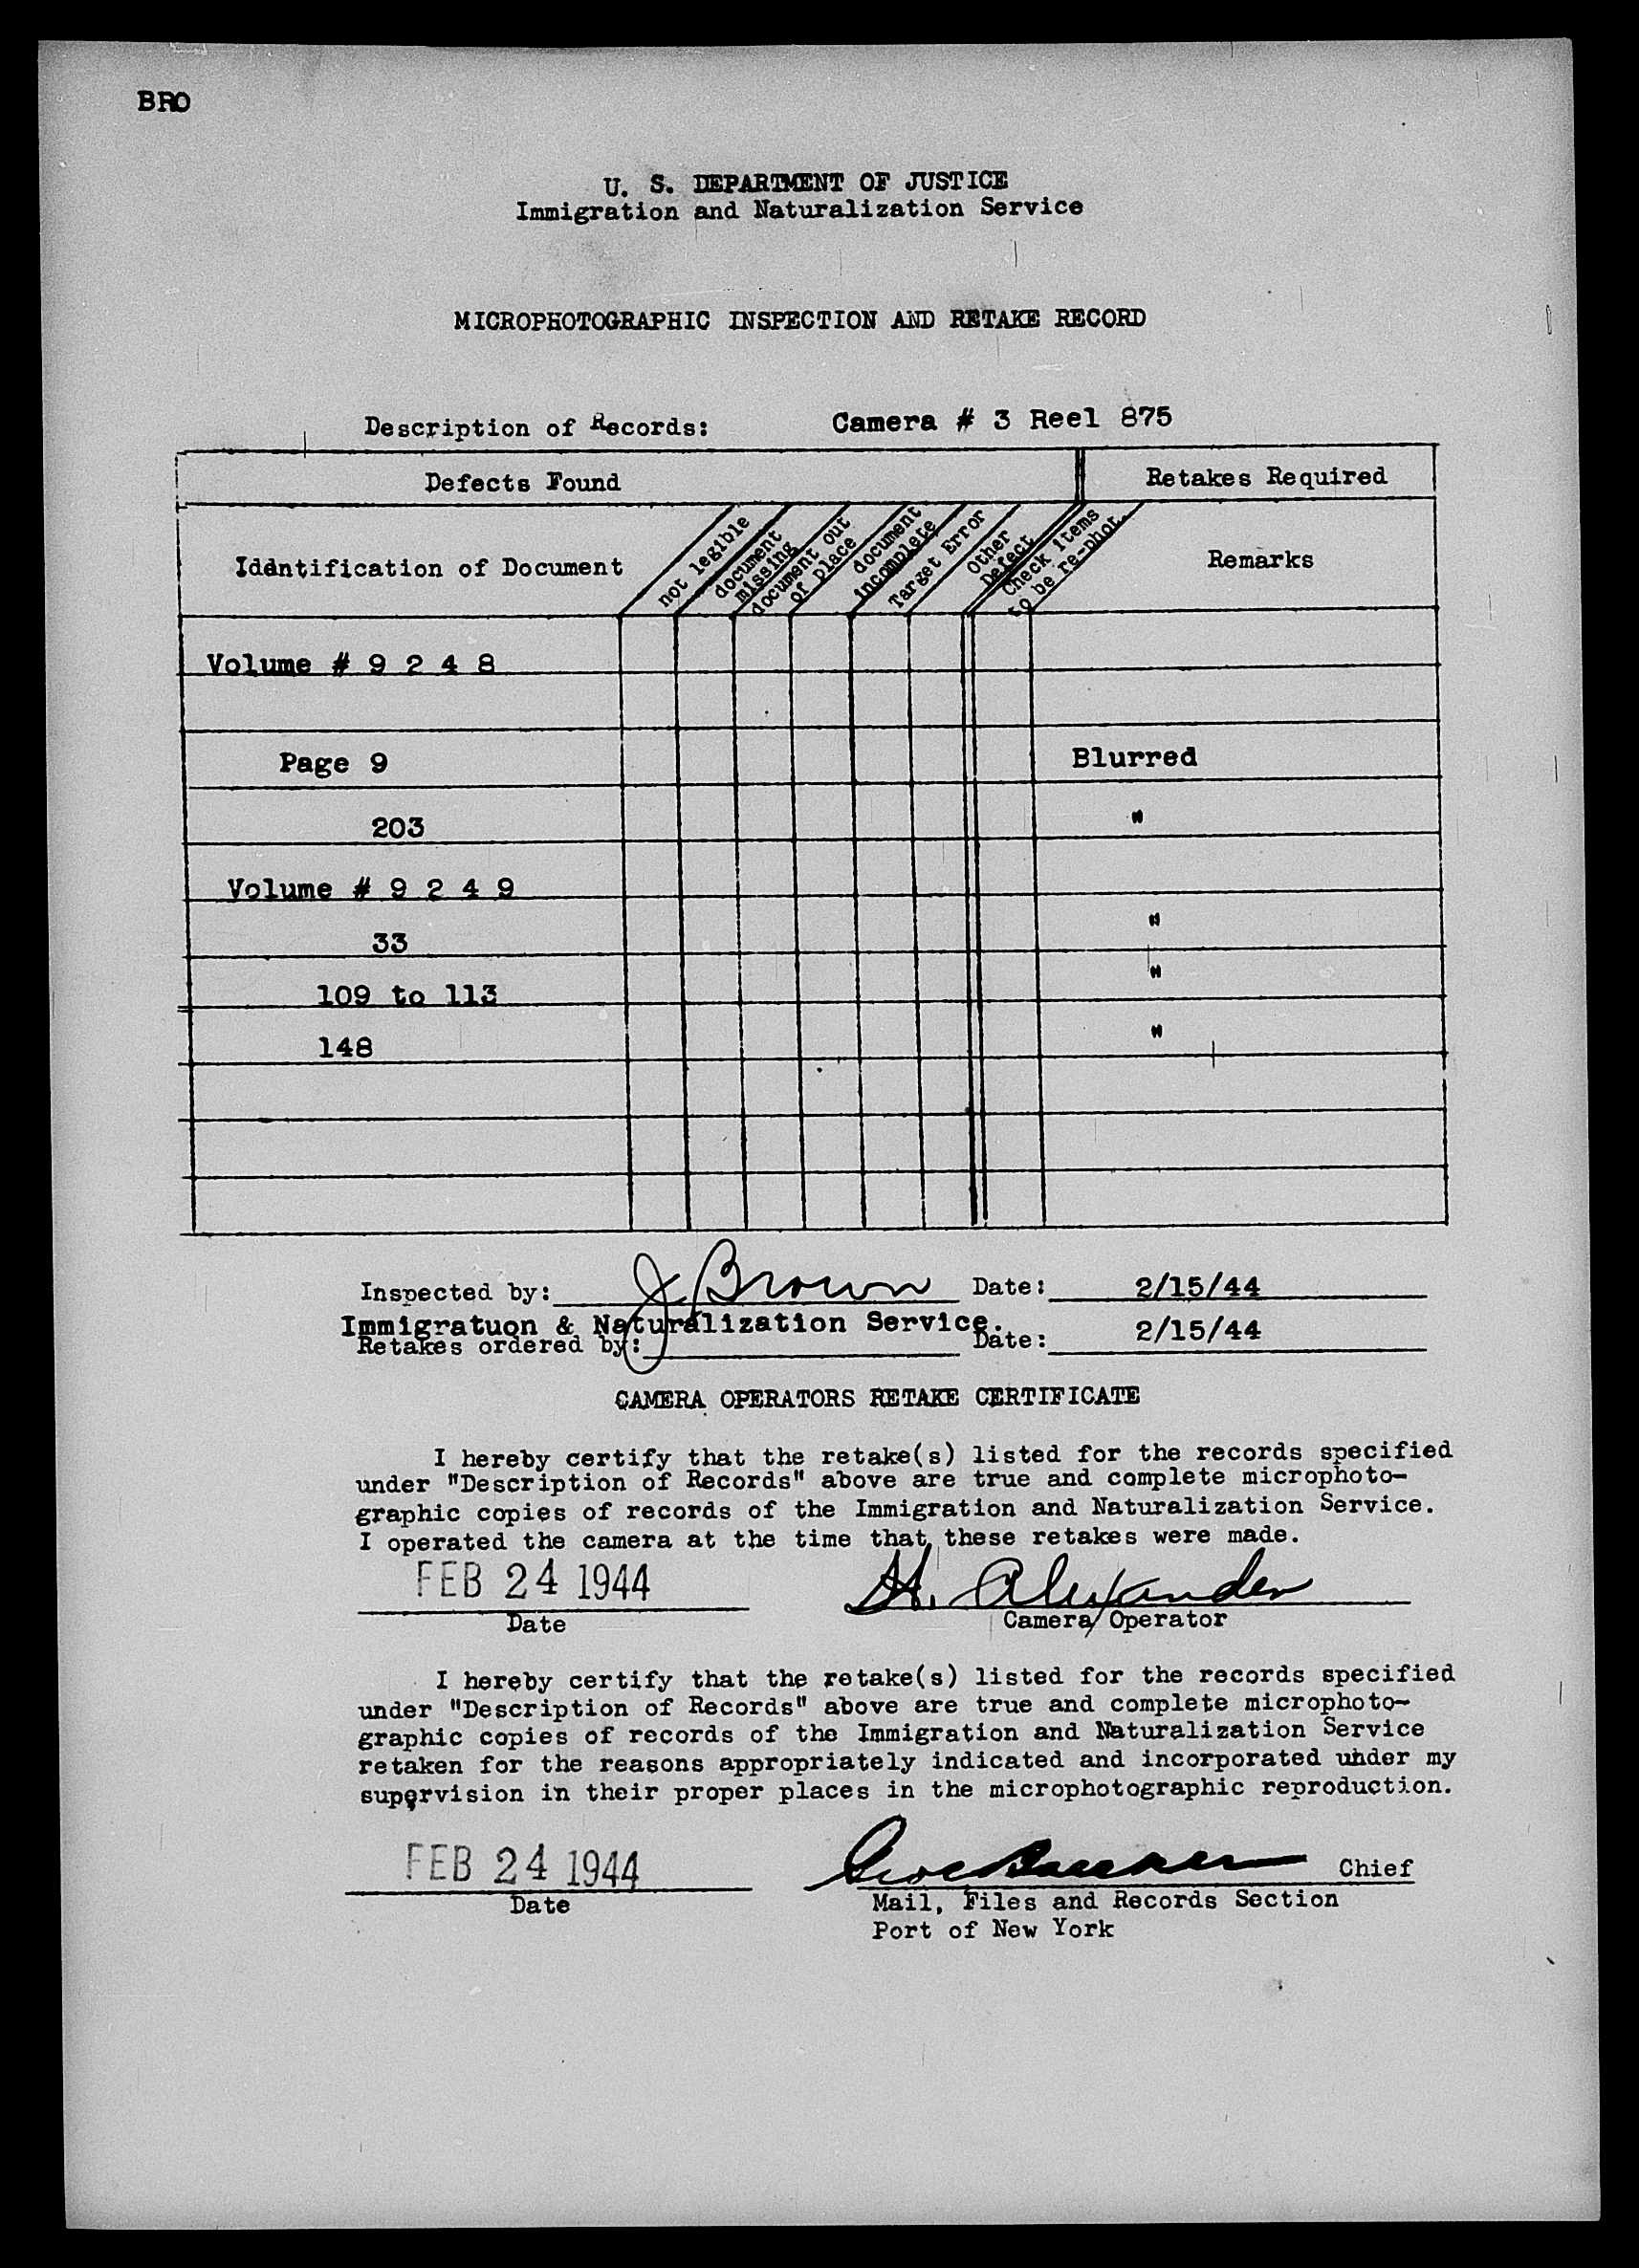 BRO
U. S. DEPARTMENT OF JUSTICE
Immigration and Naturalization Service
MICROPHOTOGRAPHIC INSPECTION AND RETAKE RECORD
Description of Records: Camera # 3 Reel 875
Defects Found Retakes Required
Iddntification of Document
not legible
document missing
document out of place
document incomplete
Target Error
Other Defect
Check items to be re-phot.
Remarks
Volume # 9 2 4 8
Page 9 Blurred
203 "
Volume # 9 2 4 9
33 "
109 to 113 "
148 "
Inspected by: J Brown Date: 2/15/44
Immigratuon & Naturalization Service.
Retakes ordered by: Date: 2/15/44
CAMERA OPERATORS RETAKE CERTIFICATE
I hereby certify that the retake(s) listed for the records specified
under "Description of Records" above are true and complete microphoto-
graphic copies of records of the Immigration and Naturalization Service.
I operated the camera at the time that these retakes were made.
FEB 24 1944 H. Alexander
Date Camera Operator
I hereby certify that the retake(s) listed for the records specified
under "Description of Records" above are true and complete microphoto-
graphic copies of records of the Immigration and Naturalization Service
retaken for the reasons appropriately indicated and incorporated under my
supervision in their proper places in the microphotographic reproduction.
FEB 24 1944 Chief
Date Mail, Files and Records Section
Port of New York